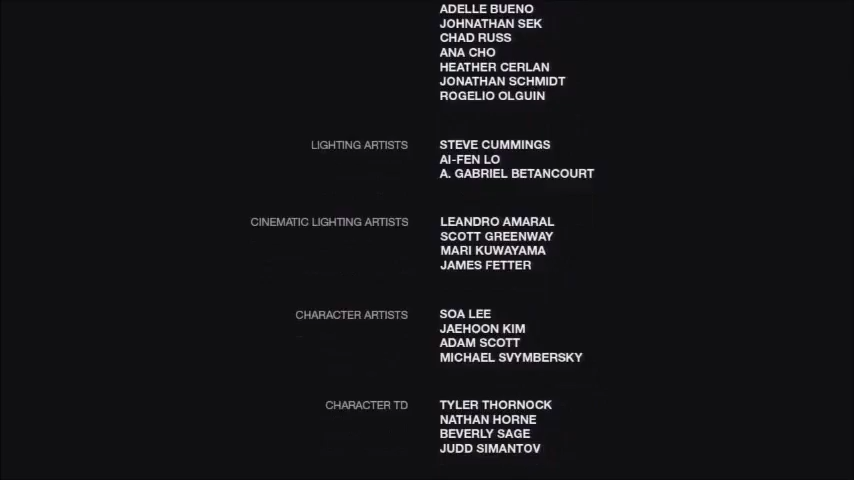 ADELLE BUENO
JOHNATHAN SEK
CHAD RUSS
ANA CHO
HEATHER CERLAN
JONATHAN SCHMIDT
ROGELIO OLGUIN
LIGHTING ARTISTS STEVE CUMMINGS
AI-FEN LO
A. GABRIEL BETANCOURT
CINEMATIC LIGHTING ARTISTS LEANDRO AMARAL
SCOTT GREENWAY
MARI KUWAYAMA
JAMES FETTER
CHARACTER ARTISTS SOA LEE
JAEHOON KIM
ADAM SCOTT
MICHAEL SVYMBERSKY
CHARACTER TD TYLER THORNOCK
NATHAN HORNE
BEVERLY SAGE
JUDD SIMANTOV